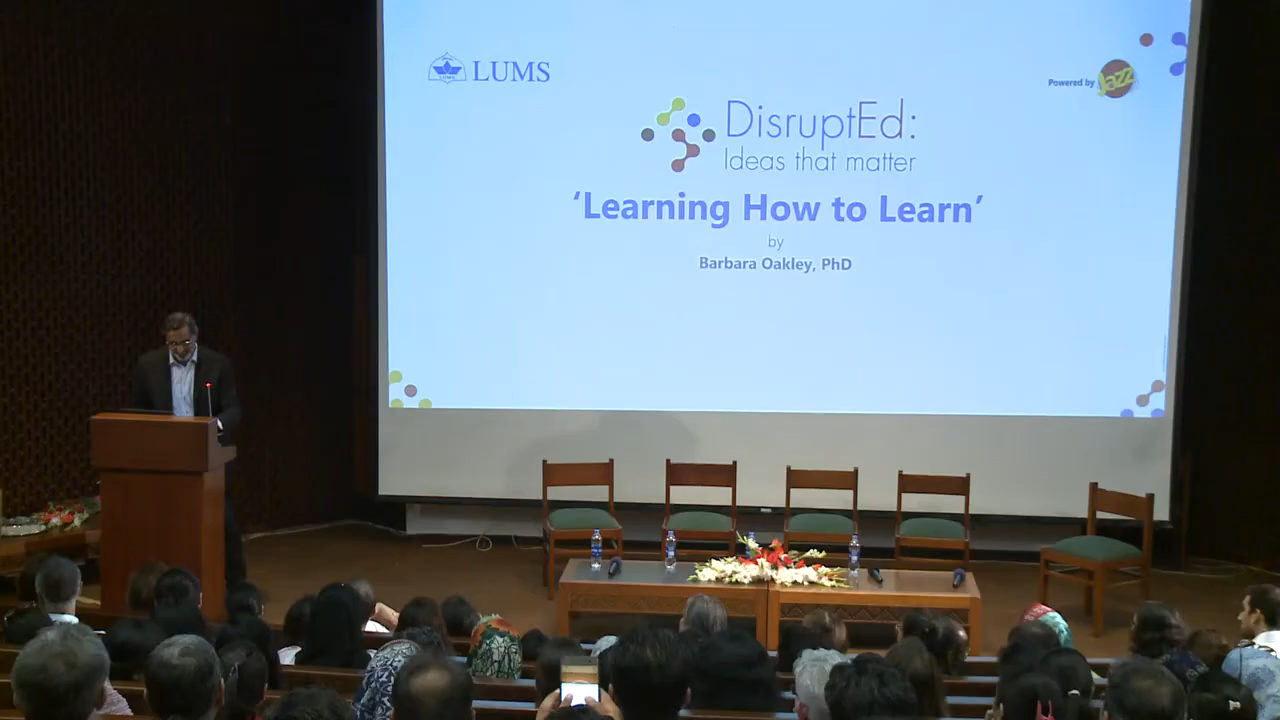 LUMS
Powered by Jazz
DisruptEd:
Ideas that matter
‘Learning How to Learn’
by
Barbara Oakley, PhD